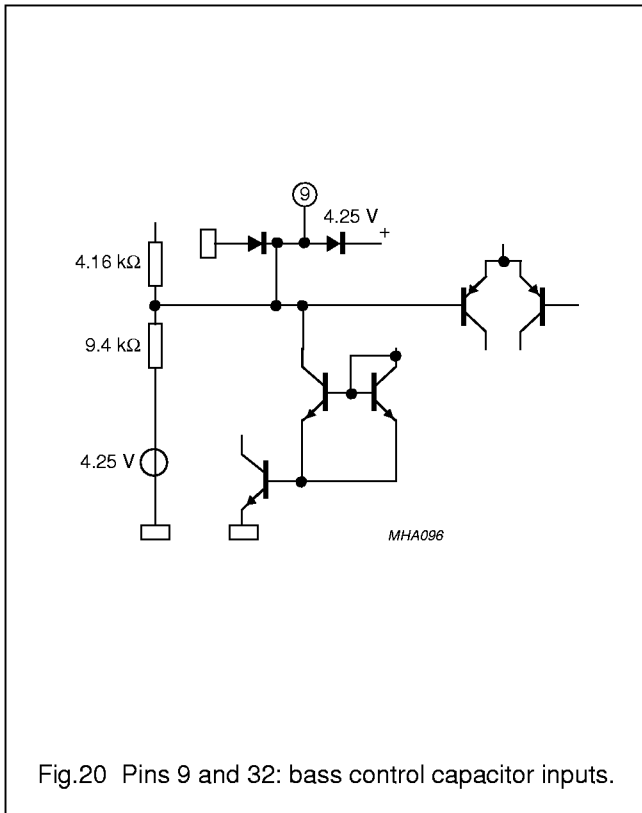 9
4.25 V
+
4.16 kΩ
9.4 kΩ
4.25 V
MHA096
Fig.20 Pins 9 and 32: bass control capacitor inputs.